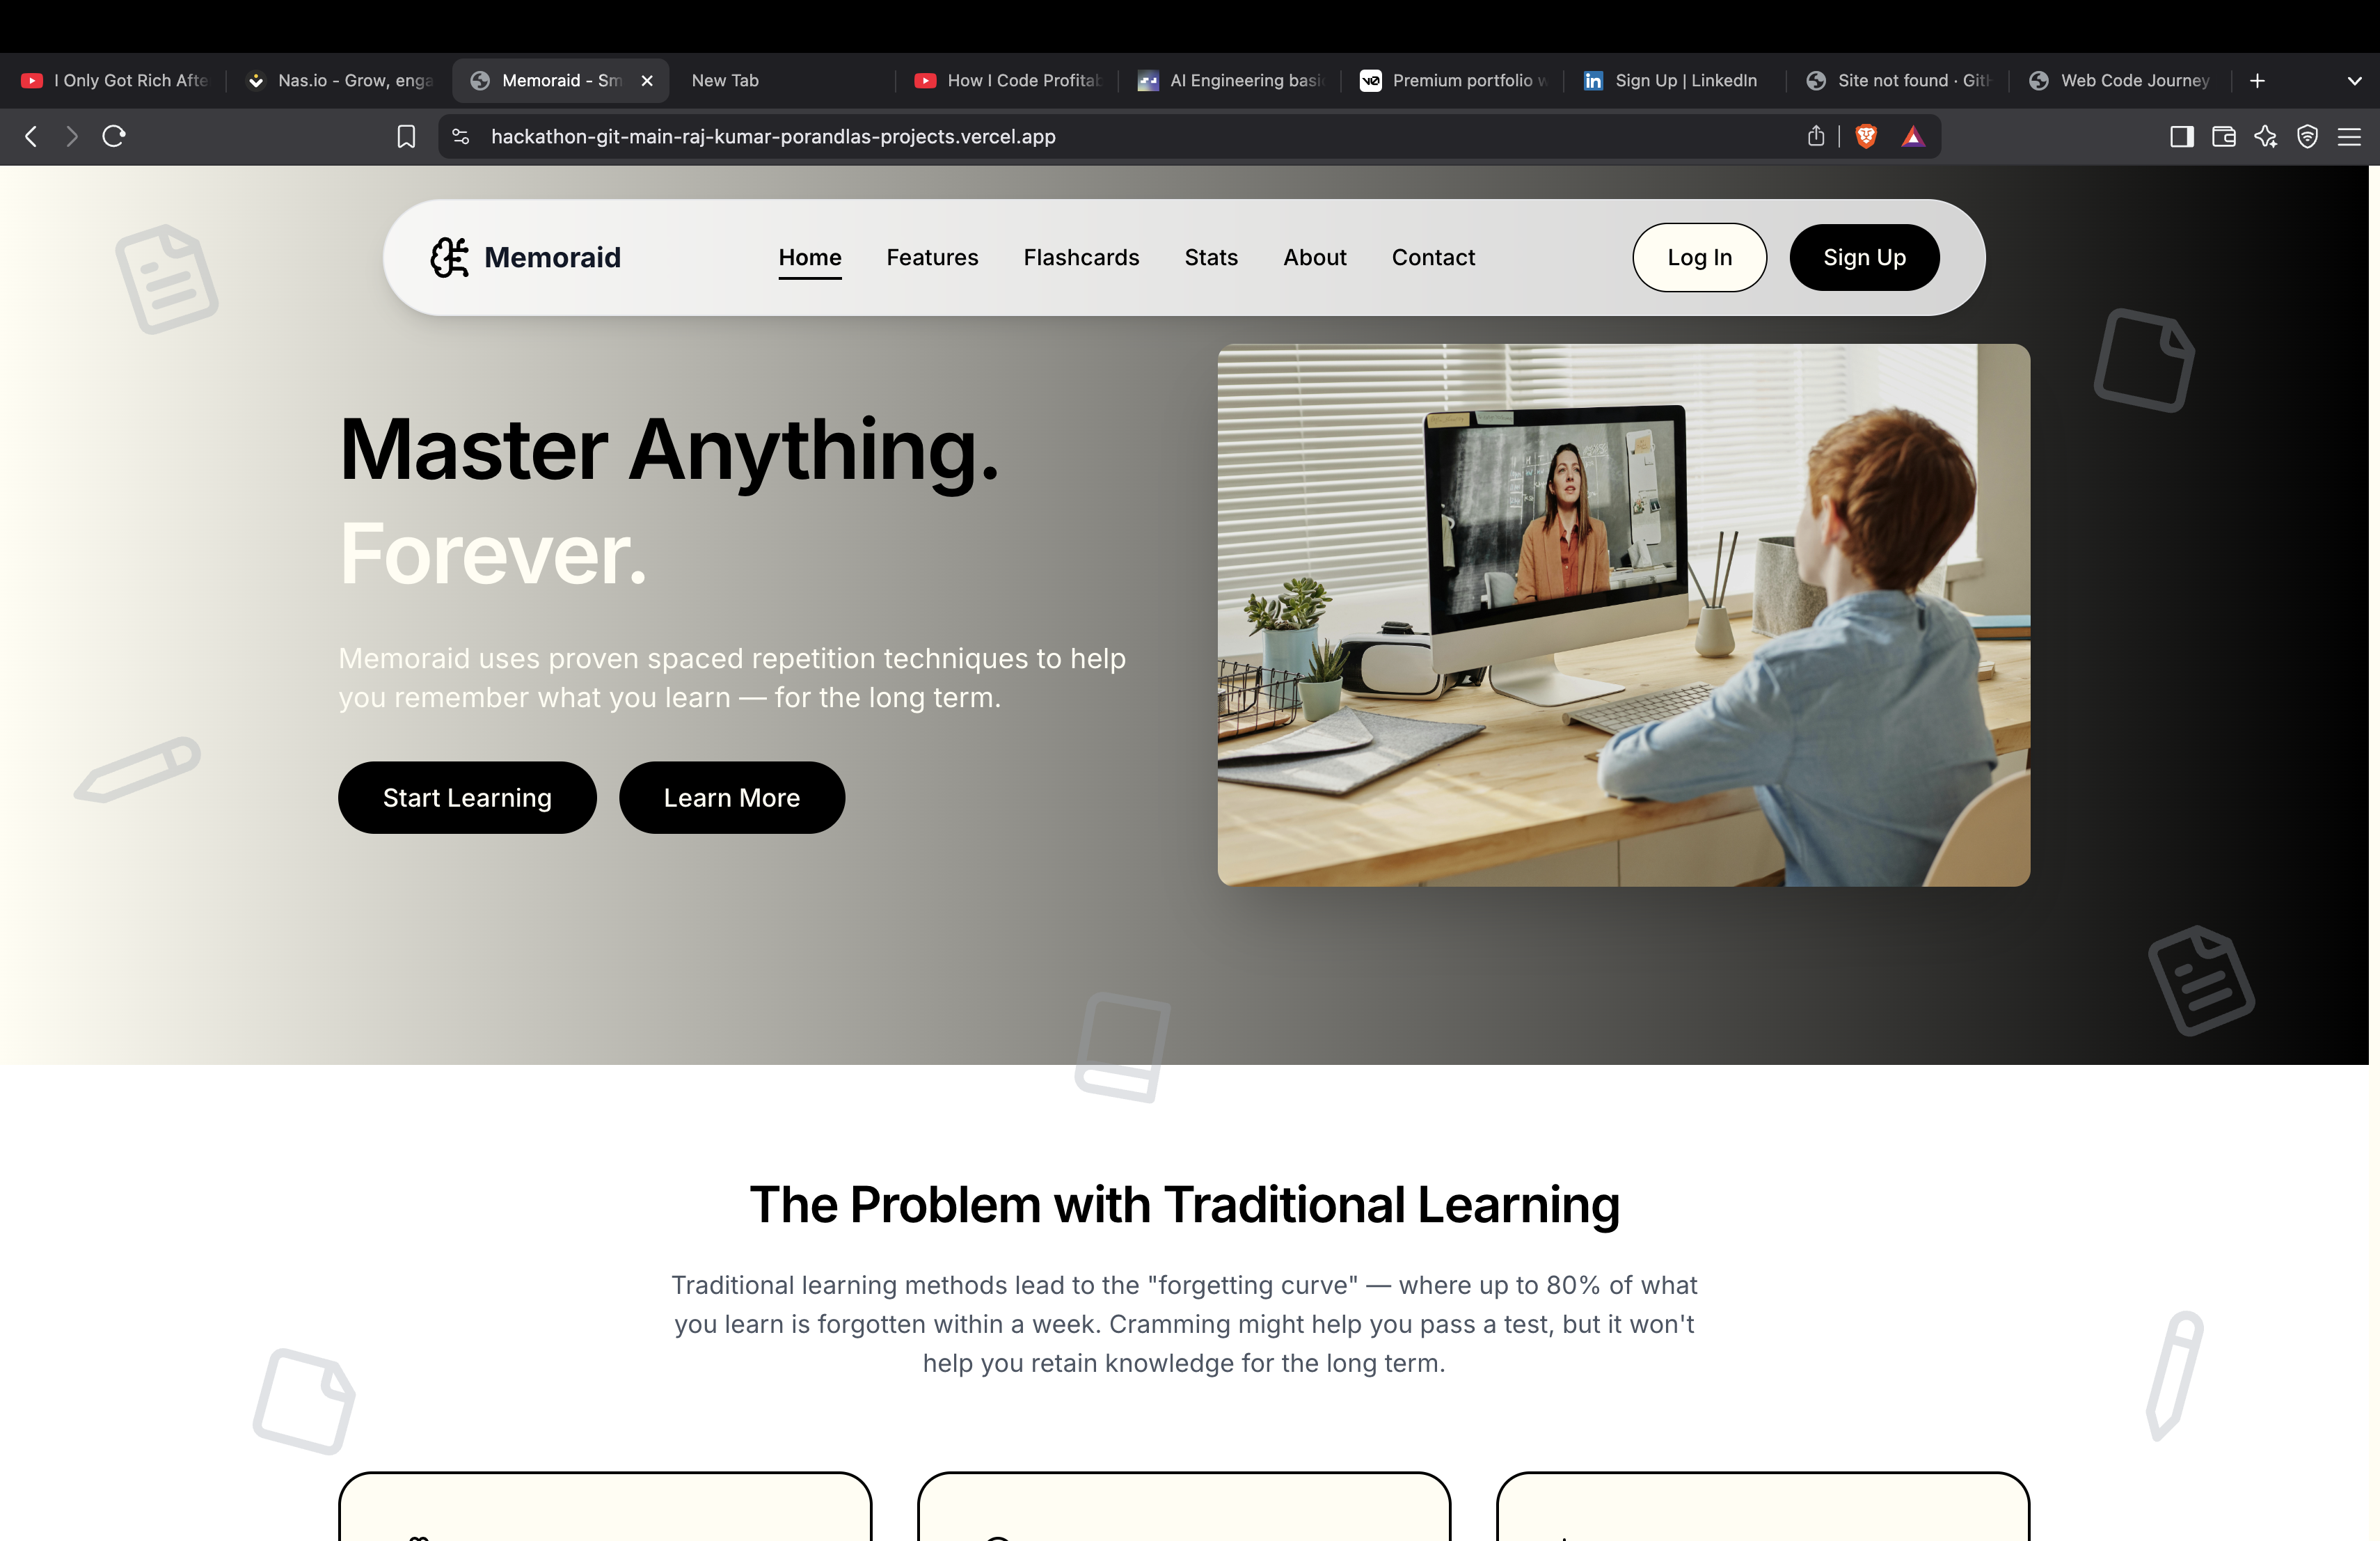 I Only Got Rich Afte
Nas.io - Grow, enga
Memoraid - Sm
New Tab
How I Code Profitab
AI Engineering basi
Premium portfolio w
Sign Up | LinkedIn
Site not found · Gith
Web Code Journey
hackathon-git-main-raj-kumar-porandlas-projects.vercel.app
Memoraid
Home
Features
Flashcards
Stats
About
Contact
Log In
Sign Up
Master Anything.
Forever.
Memoraid uses proven spaced repetition techniques to help
you remember what you learn — for the long term.
Start Learning
Learn More
The Problem with Traditional Learning
Traditional learning methods lead to the "forgetting curve" — where up to 80% of what
you learn is forgotten within a week. Cramming might help you pass a test, but it won't
help you retain knowledge for the long term.